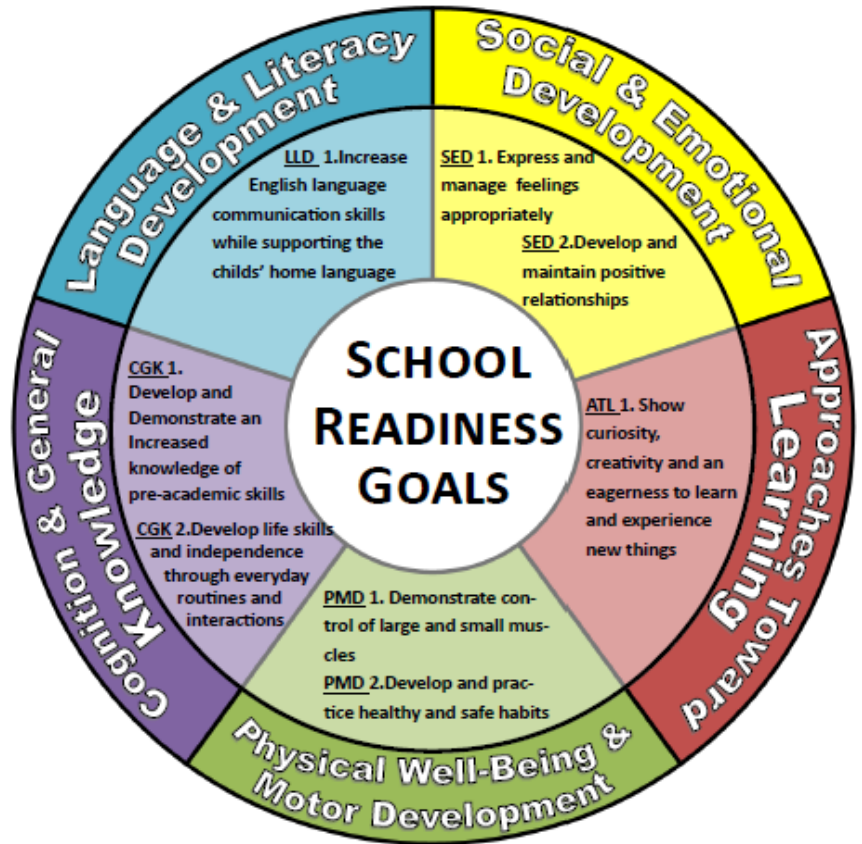 Language & Literacy
Development
LLD 1.Increase
English language
communication skills
while supporting the
childs’ home language
Social & Emotional
Development
SED 1. Express and
manage feelings
appropriately
SED 2.Develop and
maintain positive
relationships
Approaches Toward
Learning
ATL 1. Show
curiosity,
creativity and an
eagerness to learn
and experience
new things
Physical Well-Being &
Motor Development
PMD 1. Demonstrate con-
trol of large and small mus-
cles
PMD 2.Develop and prac-
tice healthy and safe habits
Cognition & General
Knowledge
CGK 1.
Develop and
Demonstrate an
Increased
knowledge of
pre-academic skills
CGK 2.Develop life skills
and independence
through everyday
routines and
interactions
SCHOOL
READINESS
GOALS